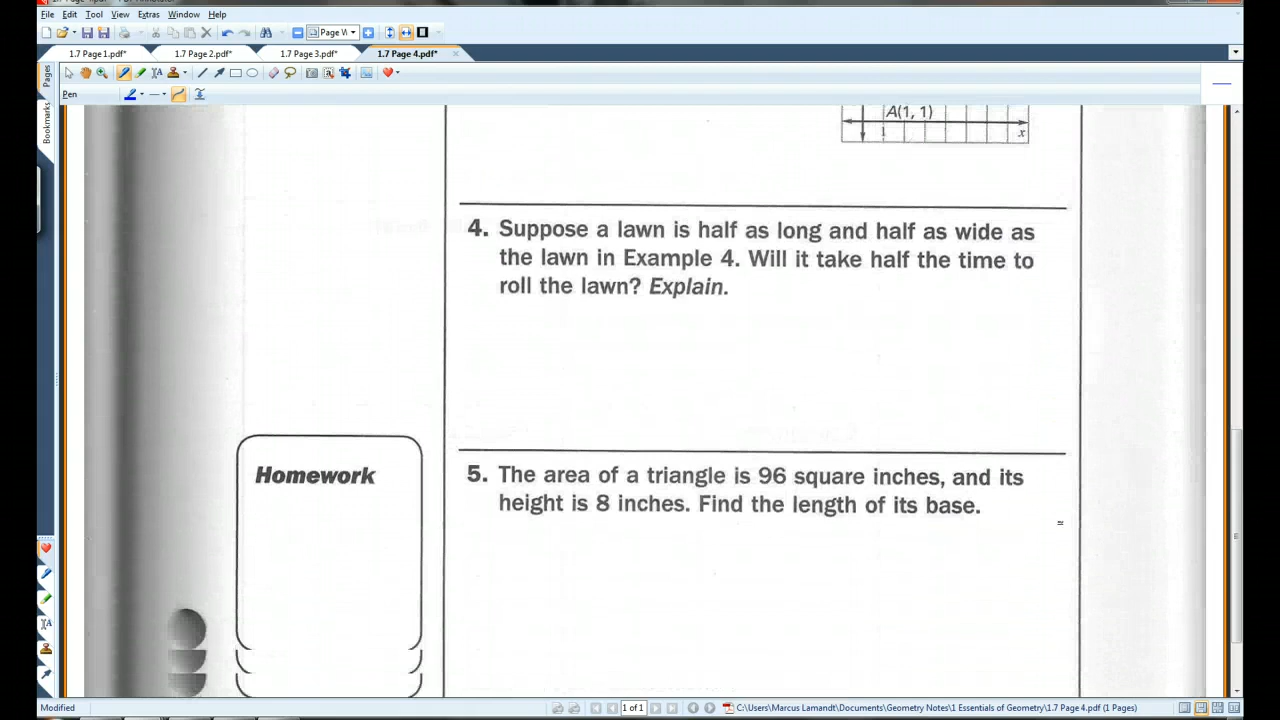 File Edit Tool View Extras Window Help
Page W
1.7 Page 1.pdf* 1.7 Page 2.pdf* 1.7 Page 3.pdf* 1.7 Page 4.pdf*
Pages
Bookmarks
Pen
A(1, 1)
1 x
4. Suppose a lawn is half as long and half as wide as
the lawn in Example 4. Will it take half the time to
roll the lawn? Explain.
Homework
5. The area of a triangle is 96 square inches, and its
height is 8 inches. Find the length of its base.
Modified
1 of 1
C:\Users\Marcus Lamandt\Documents\Geometry Notes\1 Essentials of Geometry\1.7 Page 4.pdf (1 Pages)